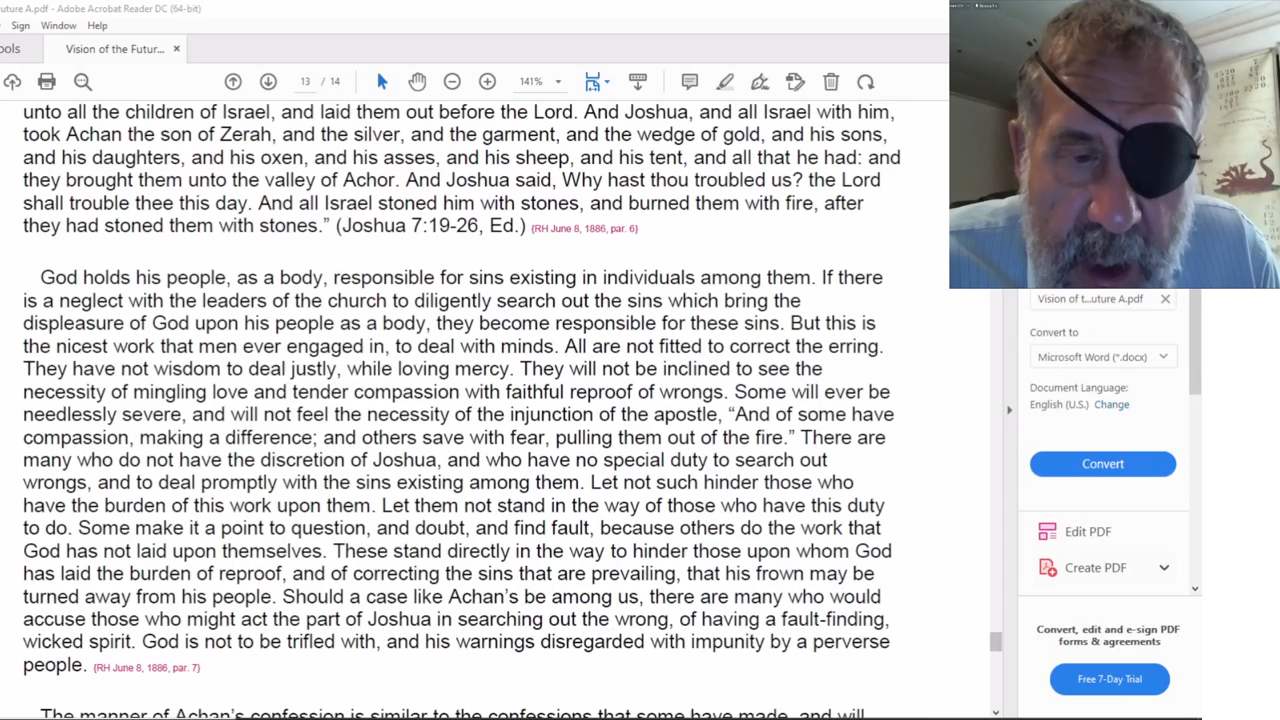 uture A.pdf - Adobe Acrobat Reader DC (64-bit)
Sign Window Help
ools Vision of the Futur... ×
13 / 14 141%
unto all the children of Israel, and laid them out before the Lord. And Joshua, and all Israel with him,
took Achan the son of Zerah, and the silver, and the garment, and the wedge of gold, and his sons,
and his daughters, and his oxen, and his asses, and his sheep, and his tent, and all that he had: and
they brought them unto the valley of Achor. And Joshua said, Why hast thou troubled us? the Lord
shall trouble thee this day. And all Israel stoned him with stones, and burned them with fire, after
they had stoned them with stones.” (Joshua 7:19-26, Ed.) {RH June 8, 1886, par. 6}
God holds his people, as a body, responsible for sins existing in individuals among them. If there
is a neglect with the leaders of the church to diligently search out the sins which bring the
displeasure of God upon his people as a body, they become responsible for these sins. But this is
the nicest work that men ever engaged in, to deal with minds. All are not fitted to correct the erring.
They have not wisdom to deal justly, while loving mercy. They will not be inclined to see the
necessity of mingling love and tender compassion with faithful reproof of wrongs. Some will ever be
needlessly severe, and will not feel the necessity of the injunction of the apostle, “And of some have
compassion, making a difference; and others save with fear, pulling them out of the fire.” There are
many who do not have the discretion of Joshua, and who have no special duty to search out
wrongs, and to deal promptly with the sins existing among them. Let not such hinder those who
have the burden of this work upon them. Let them not stand in the way of those who have this duty
to do. Some make it a point to question, and doubt, and find fault, because others do the work that
God has not laid upon themselves. These stand directly in the way to hinder those upon whom God
has laid the burden of reproof, and of correcting the sins that are prevailing, that his frown may be
turned away from his people. Should a case like Achan’s be among us, there are many who would
accuse those who might act the part of Joshua in searching out the wrong, of having a fault-finding,
wicked spirit. God is not to be trifled with, and his warnings disregarded with impunity by a perverse
people. {RH June 8, 1886, par. 7}
The manner of Achan’s confession is similar to the confessions that some have made, and will
Vision of t...uture A.pdf
Convert to
Microsoft Word (*.docx)
Document Language:
English (U.S.) Change
Convert
Edit PDF
Create PDF
Convert, edit and e-sign PDF
forms & agreements
Free 7-Day Trial